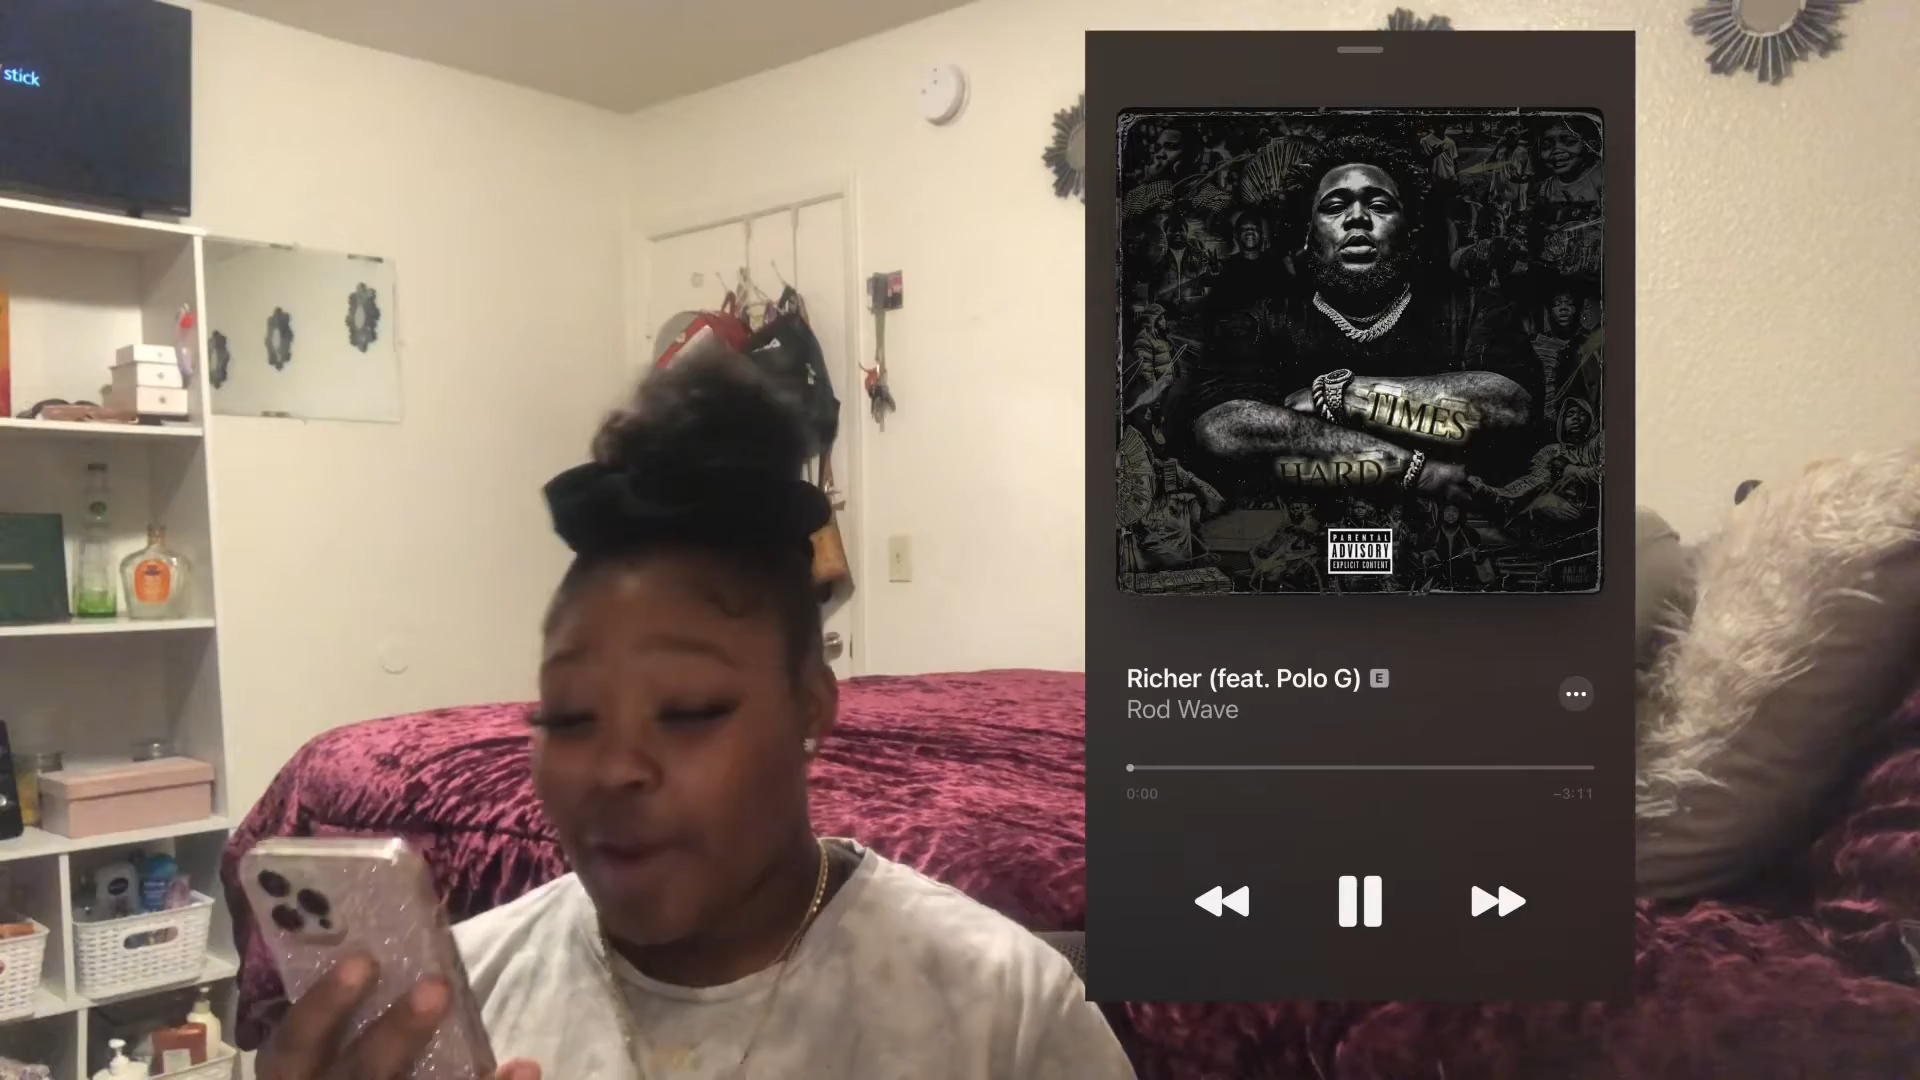 stick
TIMES
HARD
PARENTAL
ADVISORY
EXPLICIT CONTENT
Richer (feat. Polo G) E
Rod Wave
0:00
-3:11